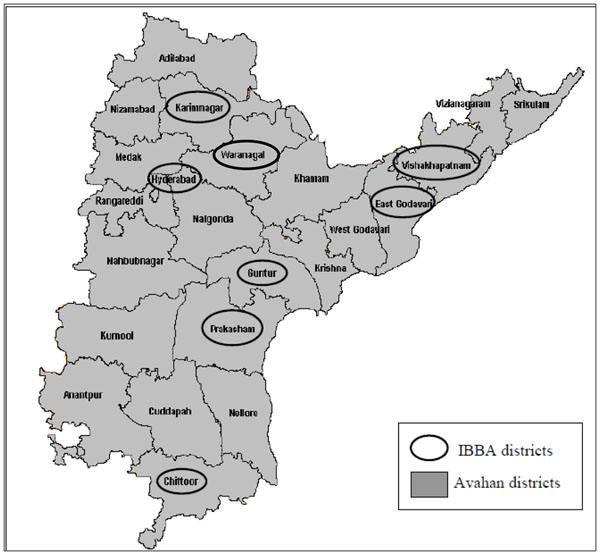 Adilabad
Nizamabad
Karimnagar
Vizianagaram
Srikulam
Medak
Waranagal
Vishakhapatnam
Hyderabad
Khamam
Rangareddi
East Godavari
Nalgonda
West Godavari
Nahbubnagar
Guntur
Krishna
Prakasham
Kurnool
Anantpur
Cuddapah
Nellore
Chittoor
IBBA districts
Avahan districts